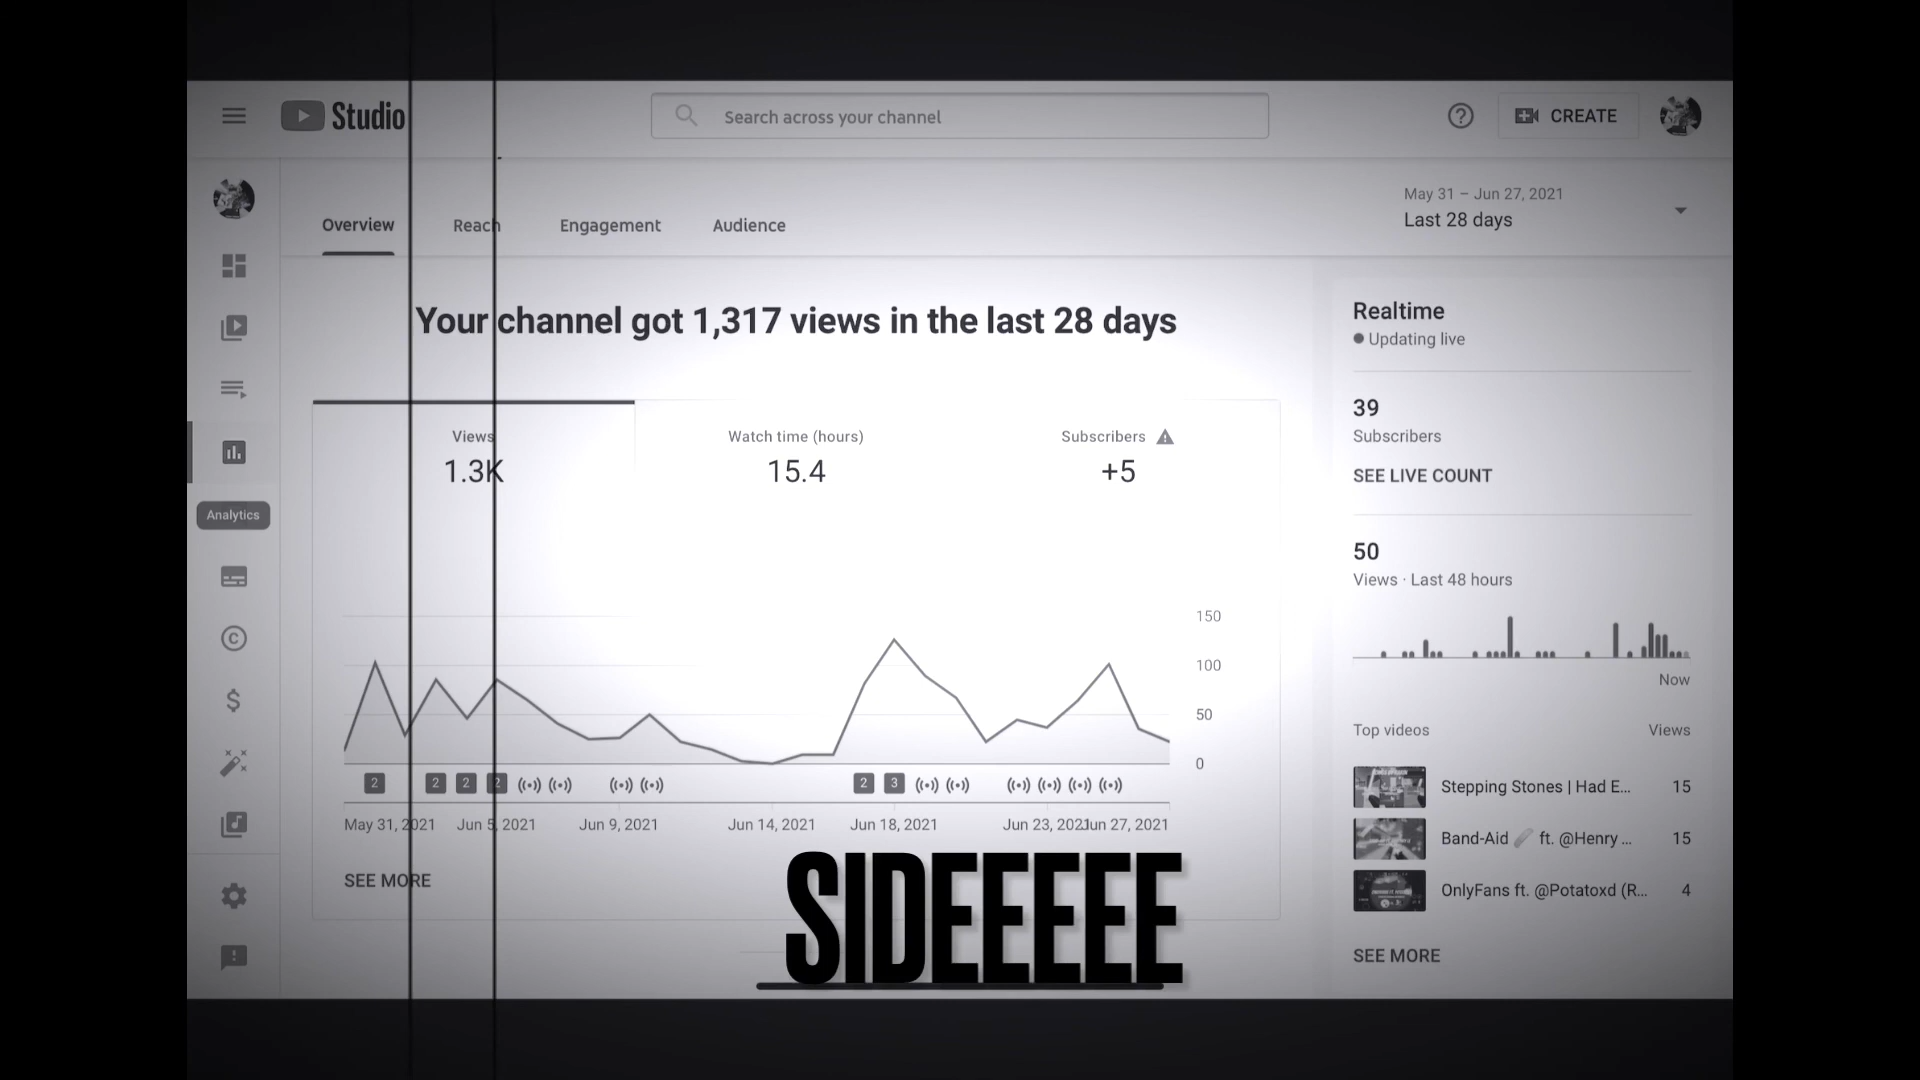 Studio
Search across your channel
CREATE
Overview
Reach
Engagement
Audience
May 31 – Jun 27, 2021
Last 28 days
Your channel got 1,317 views in the last 28 days
Views
1.3K
Watch time (hours)
15.4
Subscribers
+5
Analytics
150
100
50
0
2 2 2 2 2 3
May 31, 2021 Jun 5, 2021 Jun 9, 2021 Jun 14, 2021 Jun 18, 2021 Jun 23, 2021 Jun 27, 2021
SEE MORE
Realtime
Updating live
39
Subscribers
SEE LIVE COUNT
50
Views · Last 48 hours
Now
Top videos Views
Stepping Stones | Had E... 15
Band-Aid 🩹 ft. @Henry ... 15
OnlyFans ft. @Potatoxd (R... 4
SEE MORE
SIDEEEEE